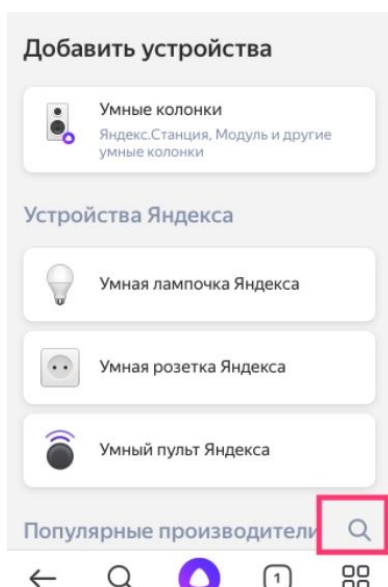 Добавить устройства
Умные колонки
Яндекс.Станция, Модуль и другие
умные колонки
Устройства Яндекса
Умная лампочка Яндекса
Умная розетка Яндекса
Умный пульт Яндекса
Популярные производители
1